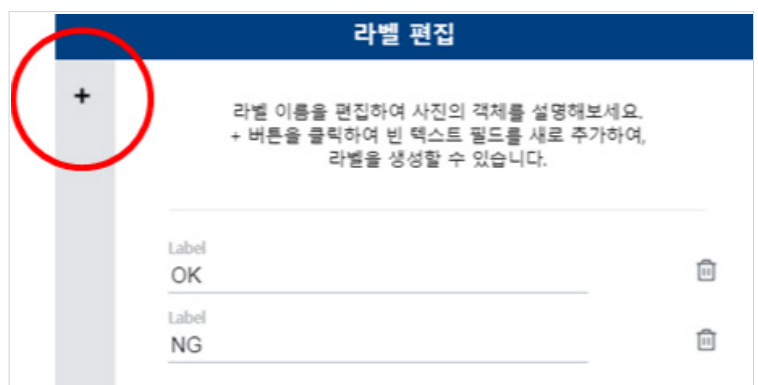 라벨 편집
+
라벨 이름을 편집하여 사진의 객체를 설명해보세요.
+ 버튼을 클릭하여 빈 텍스트 필드를 새로 추가하여,
라벨을 생성할 수 있습니다.
Label
OK
Label
NG